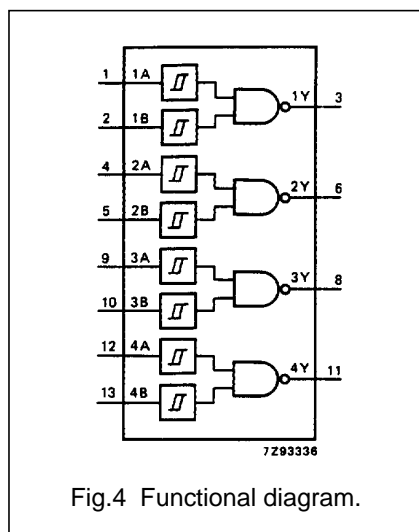 1 1A
2 1B
1Y 3
4 2A
5 2B
2Y 6
9 3A
10 3B
3Y 8
12 4A
13 4B
4Y 11
7Z93336
Fig.4 Functional diagram.